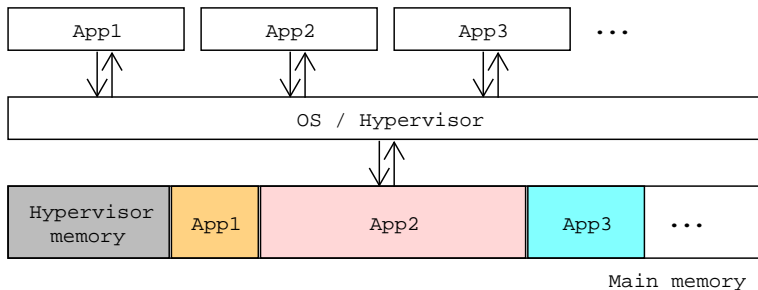 App1 App2 App3 ...
OS / Hypervisor
Hypervisor
memory
App1
App2
App3
...
Main memory